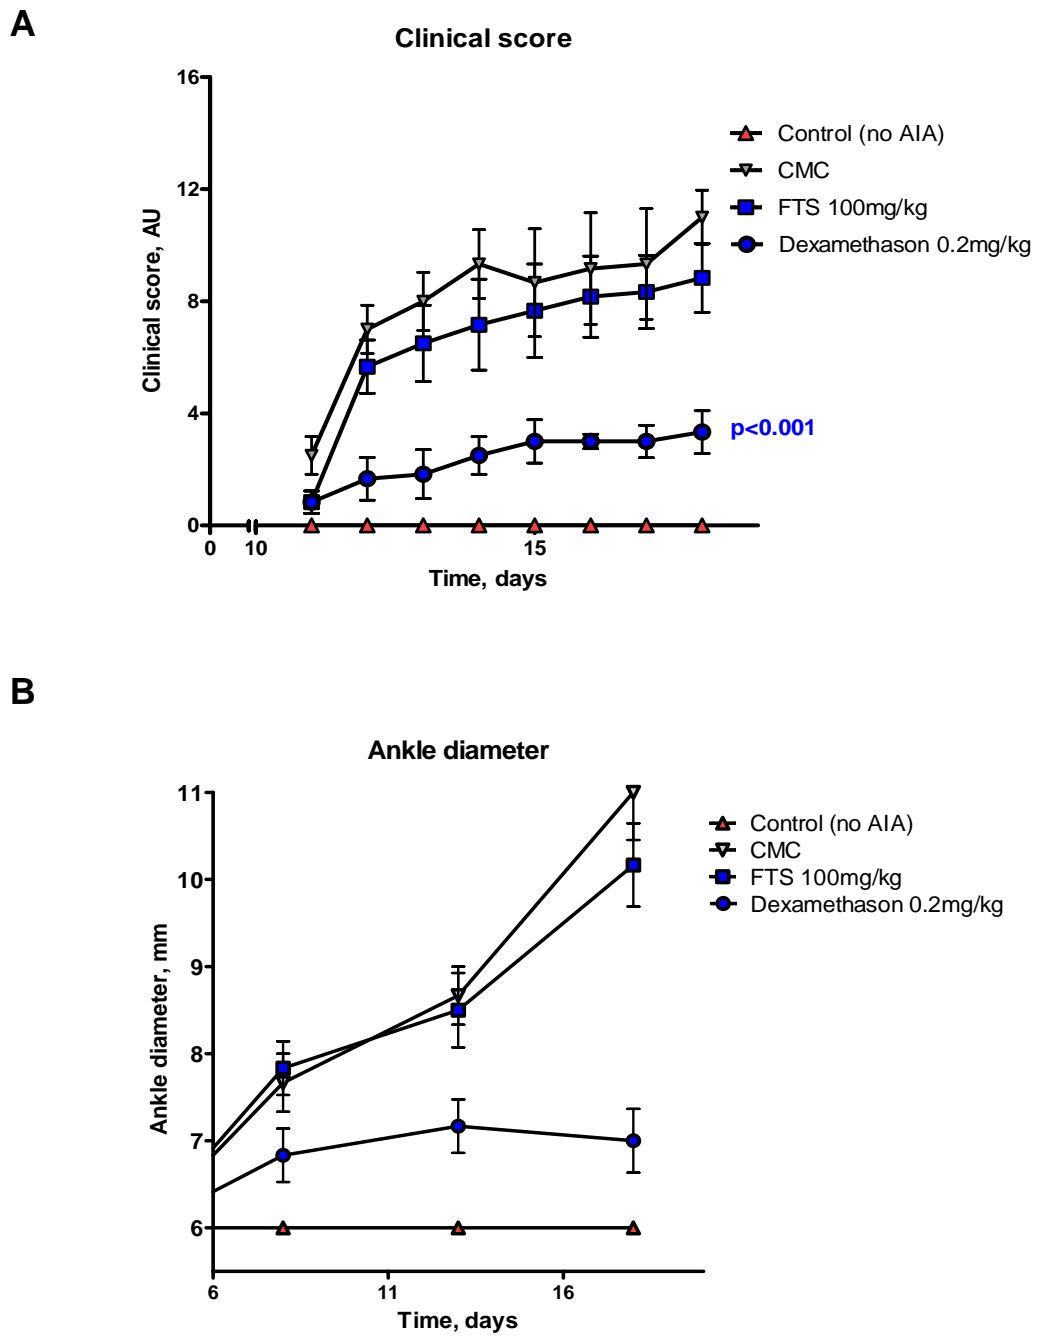 A
Clinical score
16
12
8
4
0
Clinical score, AU
0 10 15
Time, days
Control (no AIA)
CMC
FTS 100mg/kg
Dexamethason 0.2mg/kg
p<0.001
B
Ankle diameter
11
10
9
8
7
6
Ankle diameter, mm
6 11 16
Time, days
Control (no AIA)
CMC
FTS 100mg/kg
Dexamethason 0.2mg/kg